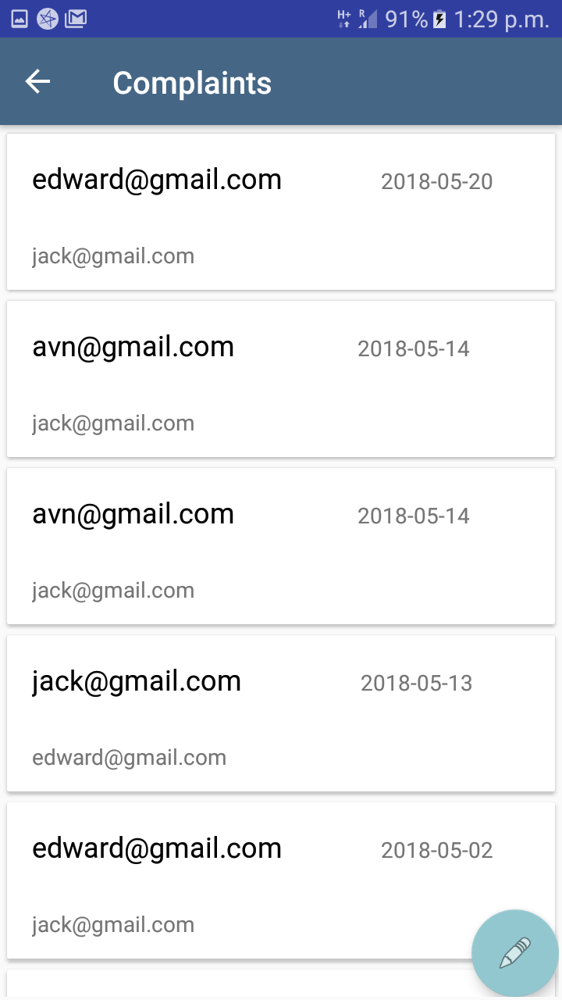 H+ R 91% 1:29 p.m.
Complaints
edward@gmail.com 2018-05-20
jack@gmail.com
avn@gmail.com 2018-05-14
jack@gmail.com
avn@gmail.com 2018-05-14
jack@gmail.com
jack@gmail.com 2018-05-13
edward@gmail.com
edward@gmail.com 2018-05-02
jack@gmail.com